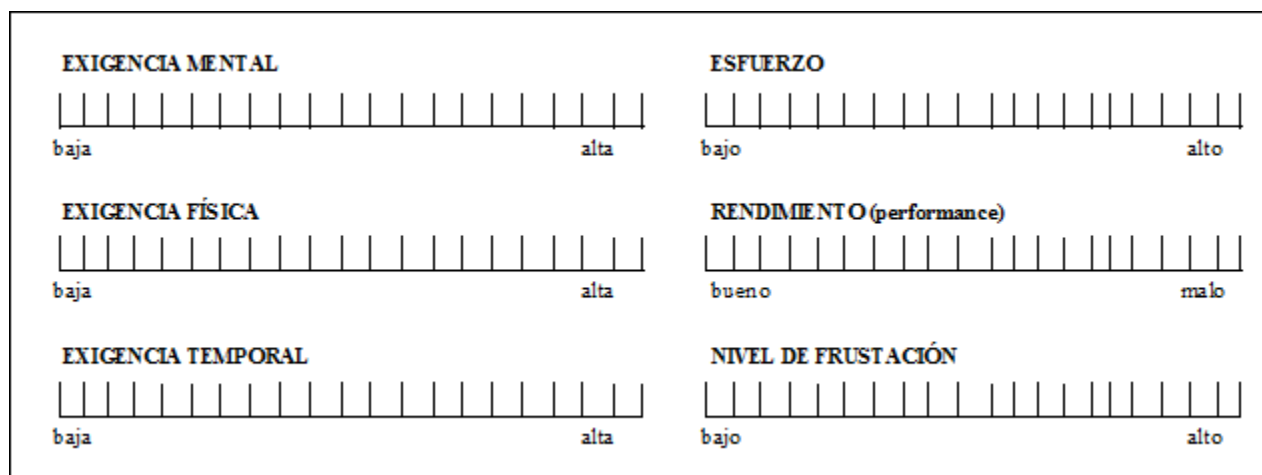 EXIGENCIA MENTAL
baja alta
EXIGENCIA FÍSICA
baja alta
EXIGENCIA TEMPORAL
baja alta
ESFUERZO
bajo alto
RENDIMIENTO (performance)
bueno malo
NIVEL DE FRUSTACIÓN
bajo alto